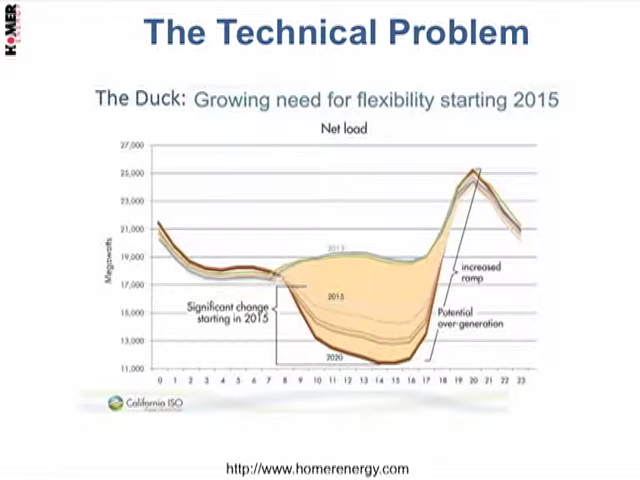 HOMER
ENERGY
The Technical Problem
The Duck: Growing need for flexibility starting 2015
Net load
27,000
25,000
23,000
21,000
19,000
17,000
15,000
13,000
11,000
Megawatts
Significant change
starting in 2015
2015
2020
increased
ramp
Potential
over-generation
0 1 2 3 4 5 6 7 8 9 10 11 12 13 14 15 16 17 18 19 20 21 22 23
California ISO
http://www.homerenergy.com